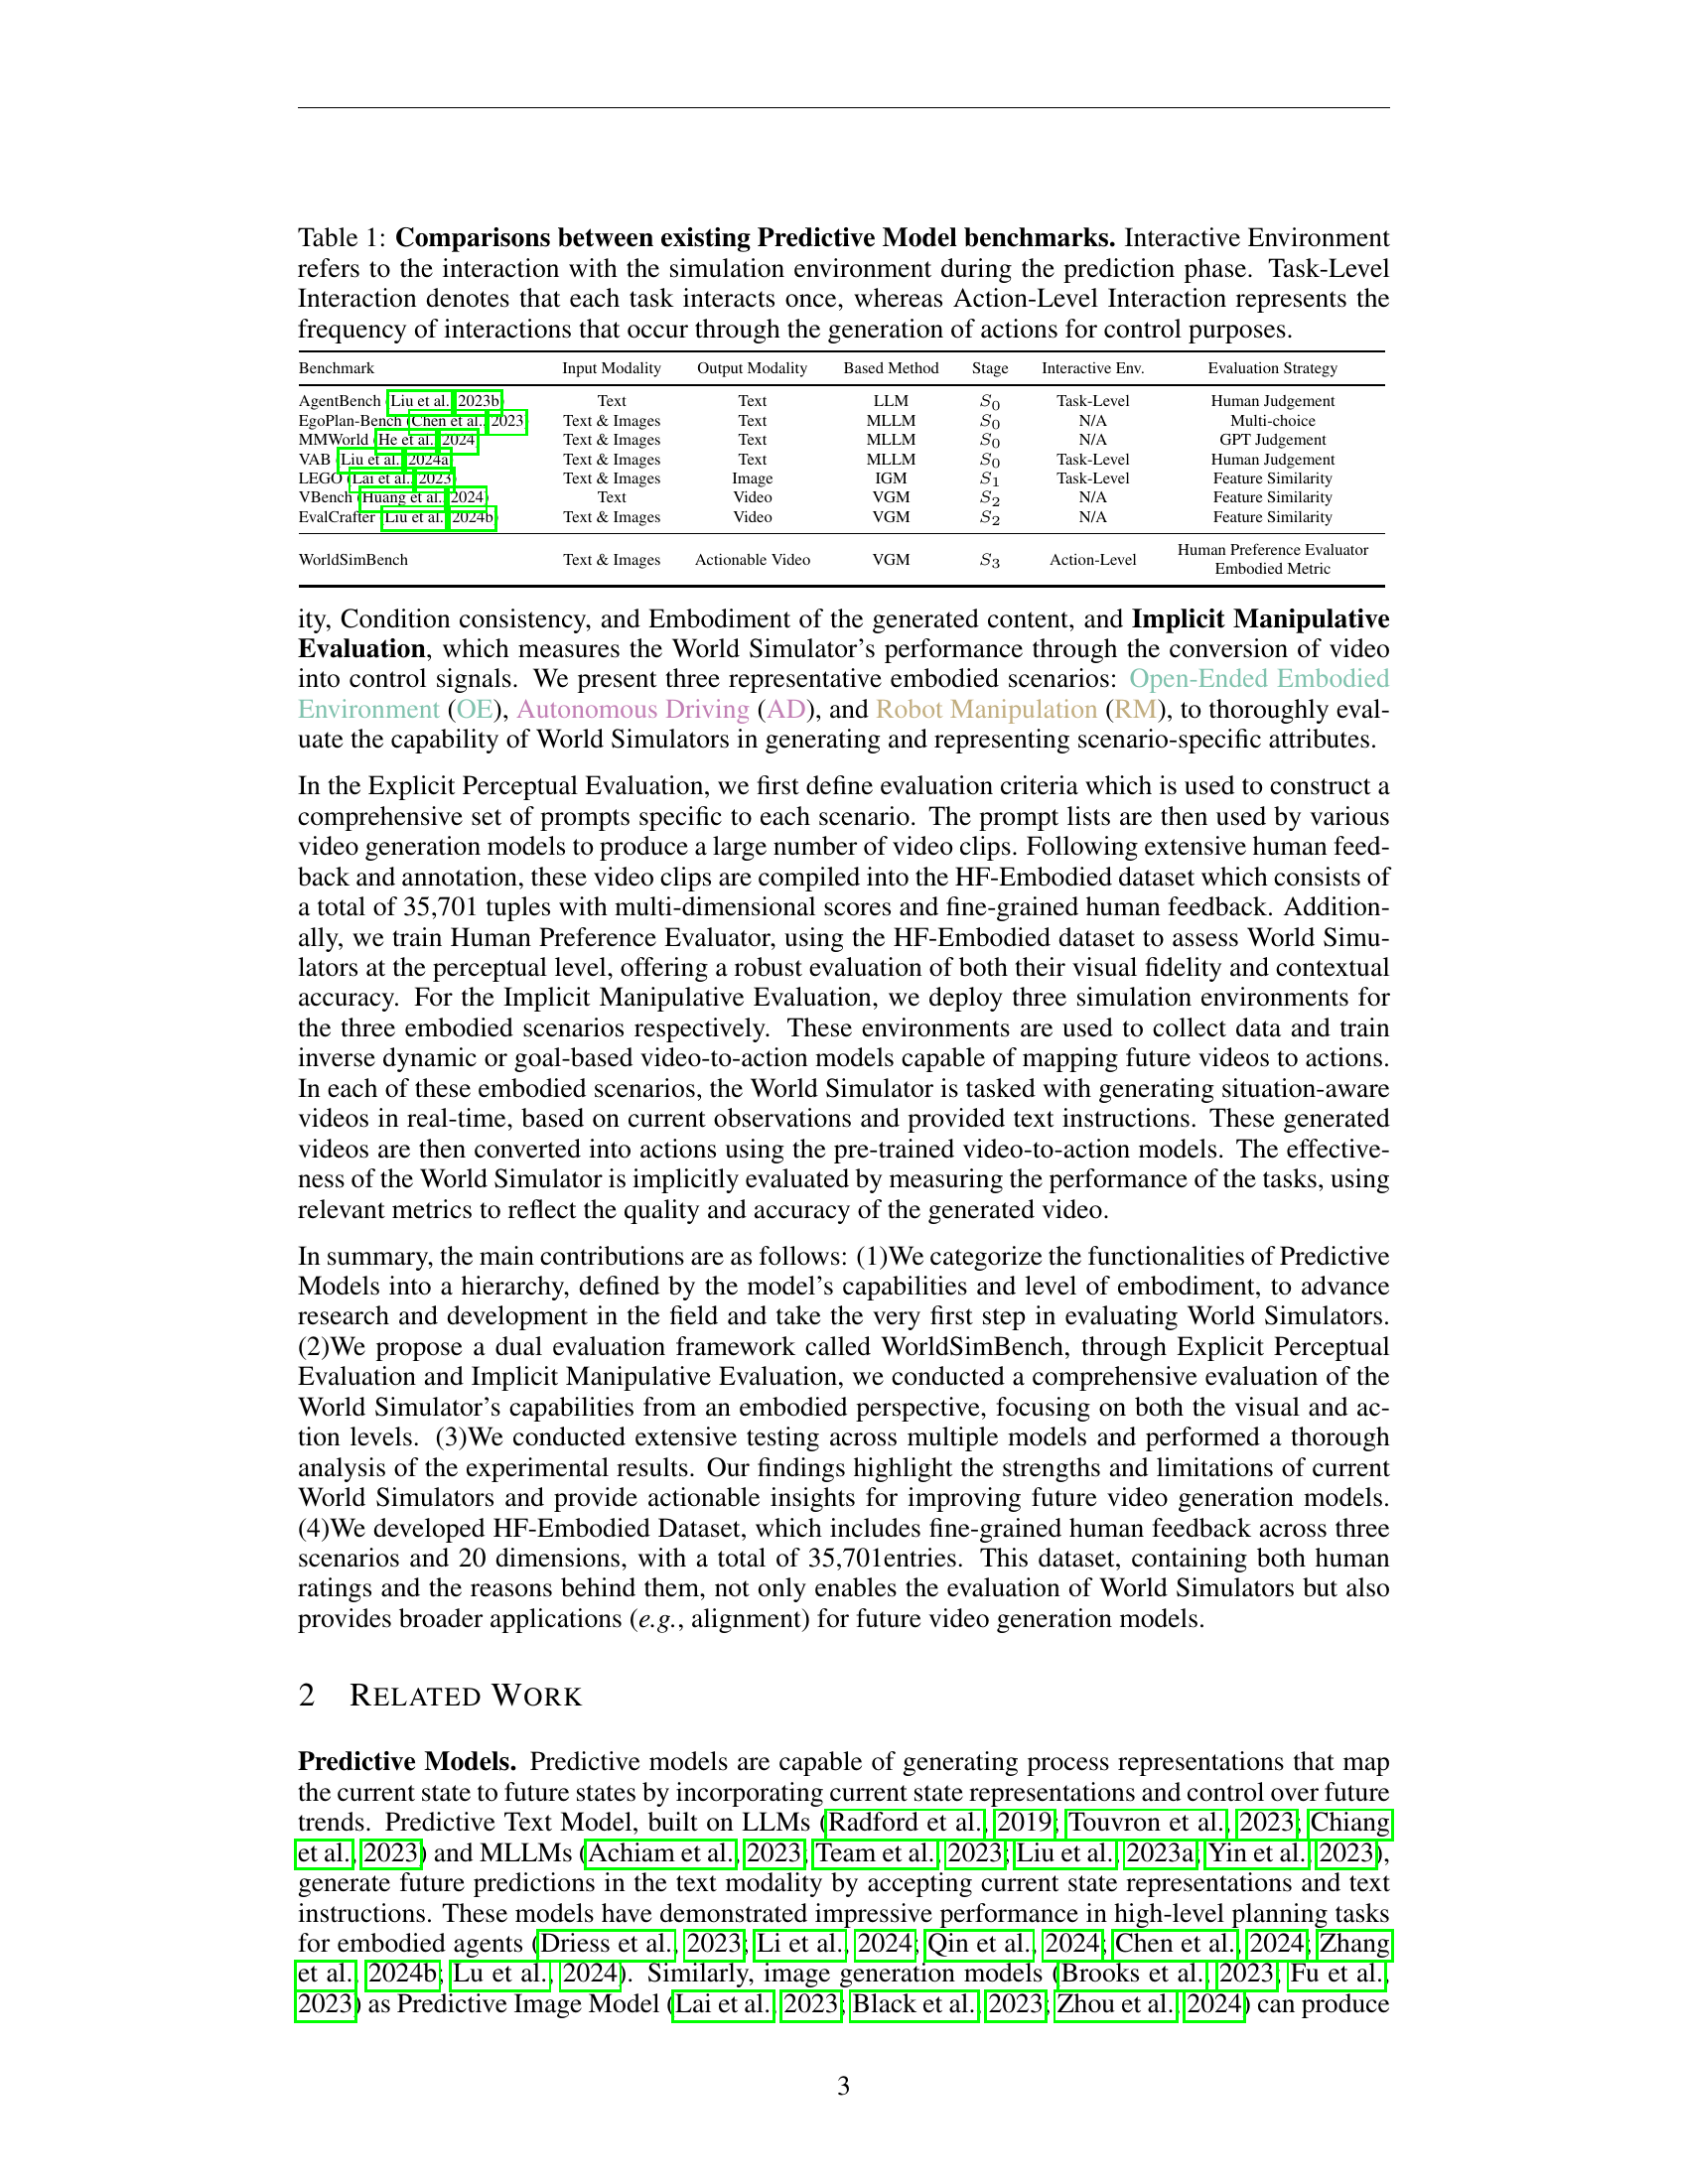 Table 1: Comparisons between existing Predictive Model benchmarks. Interactive Environment
refers to the interaction with the simulation environment during the prediction phase. Task-Level
Interaction denotes that each task interacts once, whereas Action-Level Interaction represents the
frequency of interactions that occur through the generation of actions for control purposes.
Benchmark Input Modality Output Modality Based Method Stage Interactive Env. Evaluation Strategy
AgentBench (Liu et al., 2023b) Text Text LLM S0 Task-Level Human Judgement
EgoPlan-Bench (Chen et al., 2023) Text & Images Text MLLM S0 N/A Multi-choice
MMWorld (He et al., 2024) Text & Images Text MLLM S0 N/A GPT Judgement
VAB (Liu et al., 2024a) Text & Images Text MLLM S0 Task-Level Human Judgement
LEGO (Lai et al., 2023) Text & Images Image IGM S1 Task-Level Feature Similarity
VBench (Huang et al., 2024) Text Video VGM S2 N/A Feature Similarity
EvalCrafter (Liu et al., 2024b) Text & Images Video VGM S2 N/A Feature Similarity
WorldSimBench Text & Images Actionable Video VGM S3 Action-Level Human Preference Evaluator
Embodied Metric
ity, Condition consistency, and Embodiment of the generated content, and Implicit Manipulative
Evaluation, which measures the World Simulator's performance through the conversion of video
into control signals. We present three representative embodied scenarios: Open-Ended Embodied
Environment (OE), Autonomous Driving (AD), and Robot Manipulation (RM), to thoroughly eval-
uate the capability of World Simulators in generating and representing scenario-specific attributes.
In the Explicit Perceptual Evaluation, we first define evaluation criteria which is used to construct a
comprehensive set of prompts specific to each scenario. The prompt lists are then used by various
video generation models to produce a large number of video clips. Following extensive human feed-
back and annotation, these video clips are compiled into the HF-Embodied dataset which consists of
a total of 35,701 tuples with multi-dimensional scores and fine-grained human feedback. Addition-
ally, we train Human Preference Evaluator, using the HF-Embodied dataset to assess World Simu-
lators at the perceptual level, offering a robust evaluation of both their visual fidelity and contextual
accuracy. For the Implicit Manipulative Evaluation, we deploy three simulation environments for
the three embodied scenarios respectively. These environments are used to collect data and train
inverse dynamic or goal-based video-to-action models capable of mapping future videos to actions.
In each of these embodied scenarios, the World Simulator is tasked with generating situation-aware
videos in real-time, based on current observations and provided text instructions. These generated
videos are then converted into actions using the pre-trained video-to-action models. The effective-
ness of the World Simulator is implicitly evaluated by measuring the performance of the tasks, using
relevant metrics to reflect the quality and accuracy of the generated video.
In summary, the main contributions are as follows: (1)We categorize the functionalities of Predictive
Models into a hierarchy, defined by the model's capabilities and level of embodiment, to advance
research and development in the field and take the very first step in evaluating World Simulators.
(2)We propose a dual evaluation framework called WorldSimBench, through Explicit Perceptual
Evaluation and Implicit Manipulative Evaluation, we conducted a comprehensive evaluation of the
World Simulator's capabilities from an embodied perspective, focusing on both the visual and ac-
tion levels. (3)We conducted extensive testing across multiple models and performed a thorough
analysis of the experimental results. Our findings highlight the strengths and limitations of current
World Simulators and provide actionable insights for improving future video generation models.
(4)We developed HF-Embodied Dataset, which includes fine-grained human feedback across three
scenarios and 20 dimensions, with a total of 35,701entries. This dataset, containing both human
ratings and the reasons behind them, not only enables the evaluation of World Simulators but also
provides broader applications (e.g., alignment) for future video generation models.
2 RELATED WORK
Predictive Models. Predictive models are capable of generating process representations that map
the current state to future states by incorporating current state representations and control over future
trends. Predictive Text Model, built on LLMs (Radford et al., 2019; Touvron et al., 2023; Chiang
et al., 2023) and MLLMs (Achiam et al., 2023; Team et al., 2023; Liu et al., 2023a; Yin et al., 2023),
generate future predictions in the text modality by accepting current state representations and text
instructions. These models have demonstrated impressive performance in high-level planning tasks
for embodied agents (Driess et al., 2023; Li et al., 2024; Qin et al., 2024; Chen et al., 2024; Zhang
et al., 2024b; Lu et al., 2024). Similarly, image generation models (Brooks et al., 2023; Fu et al.,
2023) as Predictive Image Model (Lai et al., 2023; Black et al., 2023; Zhou et al., 2024) can produce
3